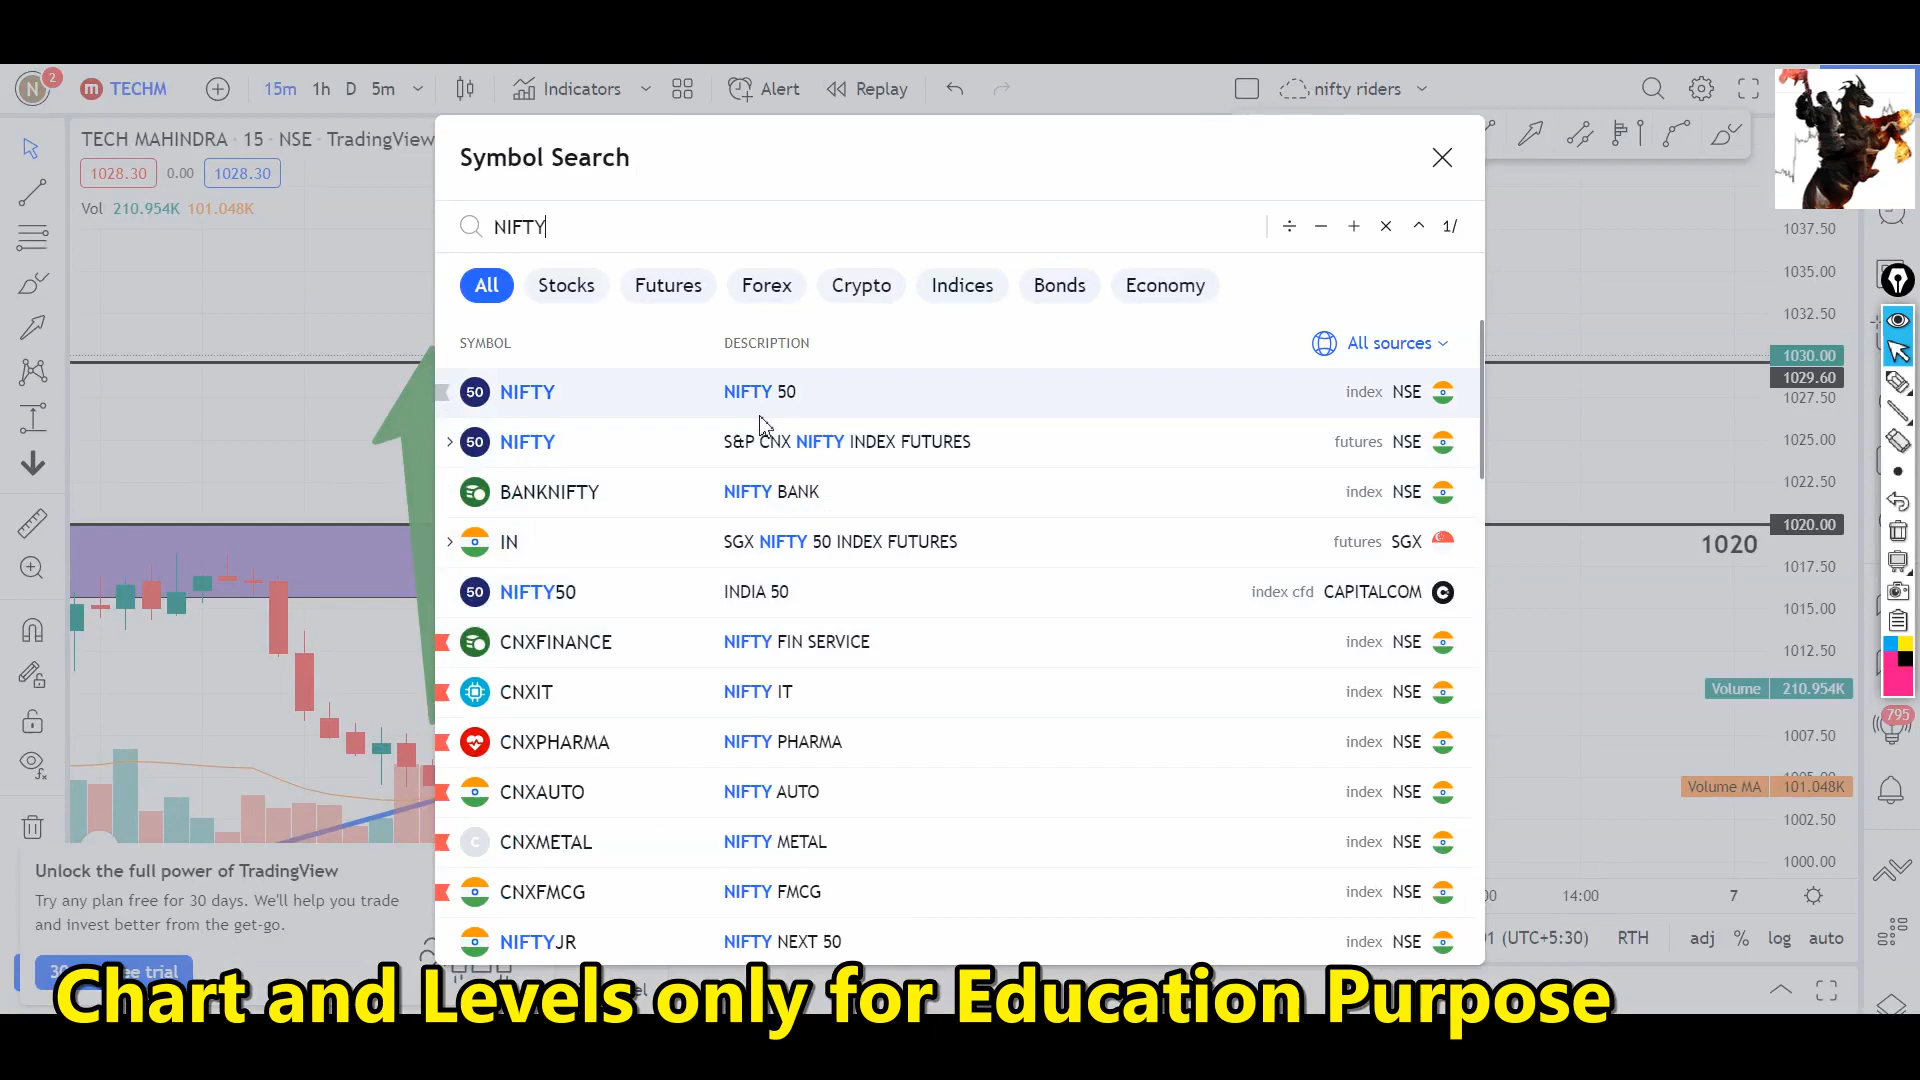 N 2 TECHM 15m 1h D 5m Indicators Alert Replay nifty riders
TECH MAHINDRA · 15 · NSE · TradingView
1028.30 0.00 1028.30
Vol 210.954K 101.048K
Symbol Search
NIFTY
÷ − + × ^ 1/
All Stocks Futures Forex Crypto Indices Bonds Economy
SYMBOL DESCRIPTION All sources
50 NIFTY NIFTY 50 index NSE
50 NIFTY S&P CNX NIFTY INDEX FUTURES futures NSE
BANKNIFTY NIFTY BANK index NSE
IN SGX NIFTY 50 INDEX FUTURES futures SGX
50 NIFTY50 INDIA 50 index cfd CAPITALCOM
CNXFINANCE NIFTY FIN SERVICE index NSE
CNXIT NIFTY IT index NSE
CNXPHARMA NIFTY PHARMA index NSE
CNXAUTO NIFTY AUTO index NSE
C CNXMETAL NIFTY METAL index NSE
CNXFMCG NIFTY FMCG index NSE
NIFTYJR NIFTY NEXT 50 index NSE
1037.50
1035.00
1032.50
1030.00
1029.60
1027.50
1025.00
1022.50
1020.00
1020
1017.50
1015.00
1012.50
Volume 210.954K
795
1007.50
Volume MA 101.048K
1002.50
1000.00
14:00 7
(UTC+5:30) RTH adj % log auto
Unlock the full power of TradingView
Try any plan free for 30 days. We'll help you trade
and invest better from the get-go.
Chart and Levels only for Education Purpose